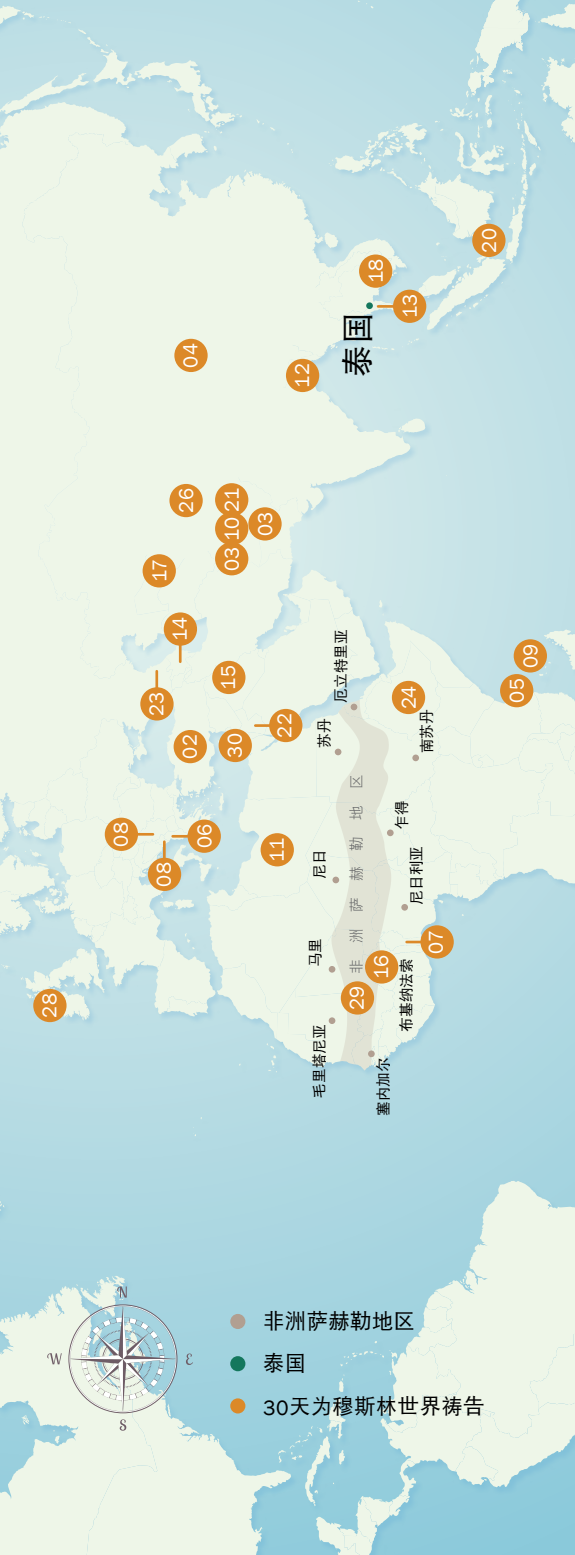 20
18
13
泰国
04
12
26
21
10
03
03
17
14
15
23
厄立特里亚
09
05
24
22
苏丹
南苏丹
02
30
非洲萨赫勒地区
乍得
08
06
08
11
尼日
尼日利亚
07
马里
16
布基纳法索
29
28
毛里塔尼亚
塞内加尔
N
W
E
S
非洲萨赫勒地区
泰国
30天为穆斯林世界祷告